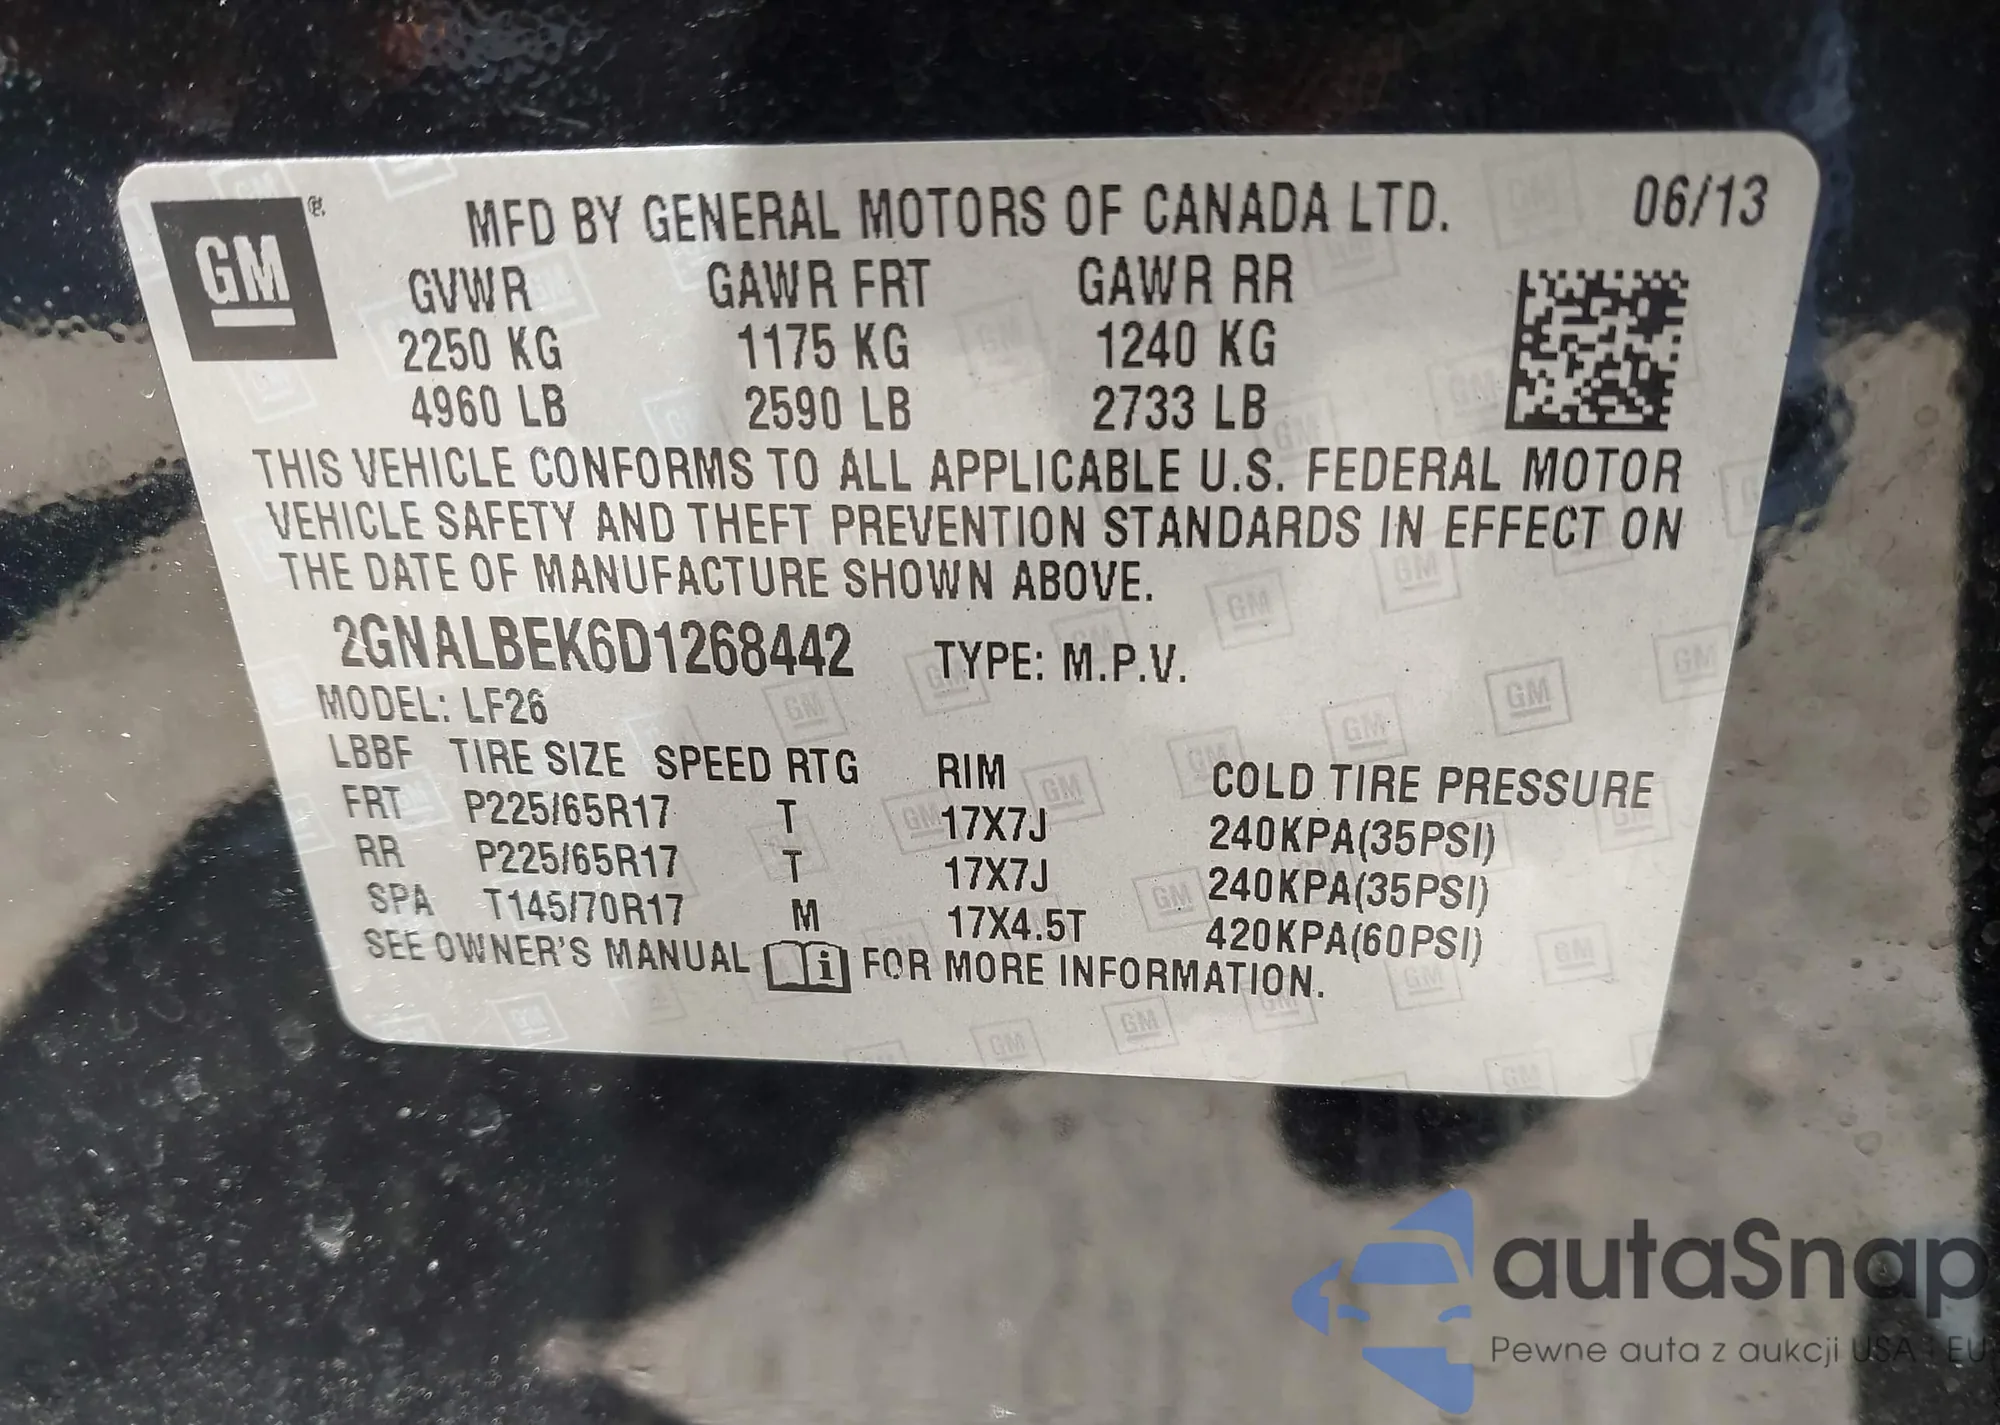 GM ®
MFD BY GENERAL MOTORS OF CANADA LTD. 06/13
GVWR GAWR FRT GAWR RR
2250 KG 1175 KG 1240 KG
4960 LB 2590 LB 2733 LB
THIS VEHICLE CONFORMS TO ALL APPLICABLE U.S. FEDERAL MOTOR
VEHICLE SAFETY AND THEFT PREVENTION STANDARDS IN EFFECT ON
THE DATE OF MANUFACTURE SHOWN ABOVE.
2GNALBEK6D1268442 TYPE: M.P.V.
MODEL: LF26
LBBF TIRE SIZE SPEED RTG RIM COLD TIRE PRESSURE
FRT P225/65R17 T 17X7J 240KPA(35PSI)
RR P225/65R17 T 17X7J 240KPA(35PSI)
SPA T145/70R17 M 17X4.5T 420KPA(60PSI)
SEE OWNER'S MANUAL i FOR MORE INFORMATION.
autaSnap
Pewne auta z aukcji USA i EU